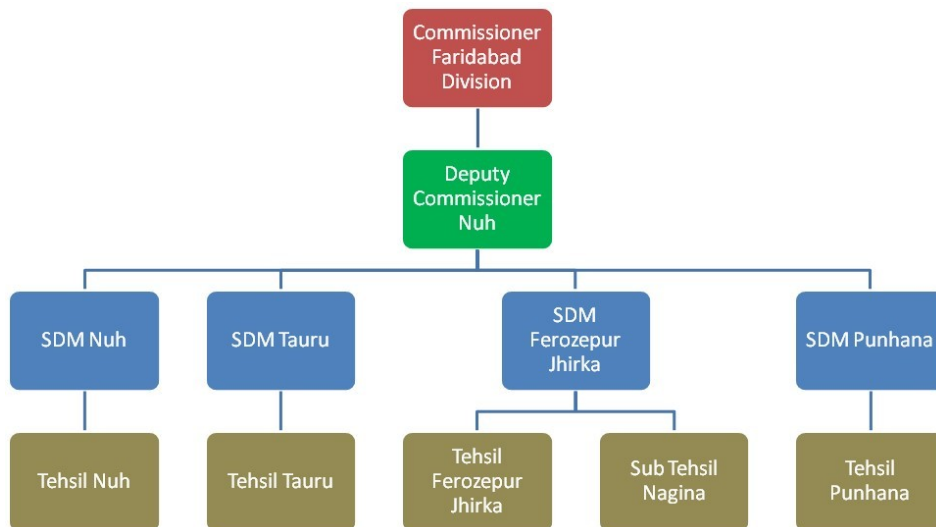 Commissioner
Faridabad
Division
Deputy
Commissioner
Nuh
SDM Nuh
SDM Tauru
SDM
Ferozepur
Jhirka
SDM Punhana
Tehsil Nuh
Tehsil Tauru
Tehsil
Ferozepur
Jhirka
Sub Tehsil
Nagina
Tehsil
Punhana